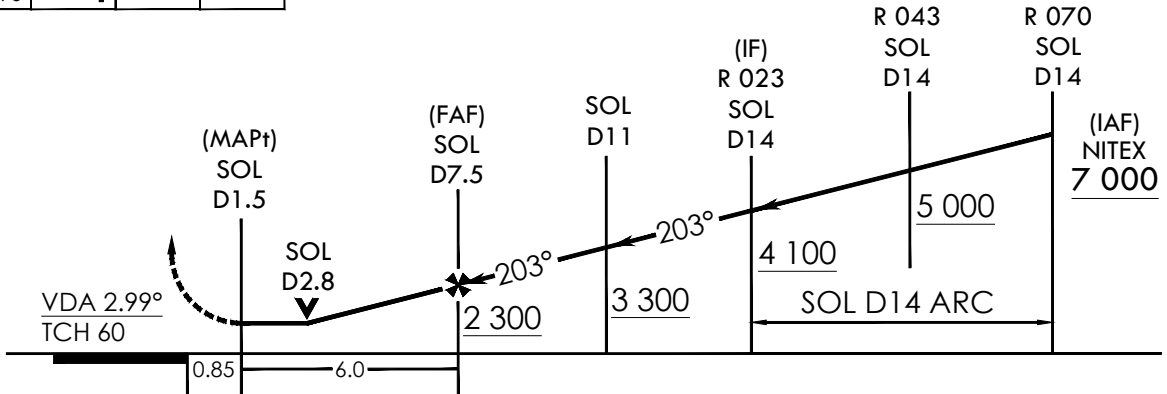 (MAPt)
SOL
D1.5
SOL
D2.8
(FAF)
SOL
D7.5
SOL
D11
(IF)
R 023
SOL
D14
R 043
SOL
D14
R 070
SOL
D14
(IAF)
NITEX
7 000
5 000
4 100
3 300
2 300
203°
203°
SOL D14 ARC
VDA 2.99°
TCH 60
0.85
6.0